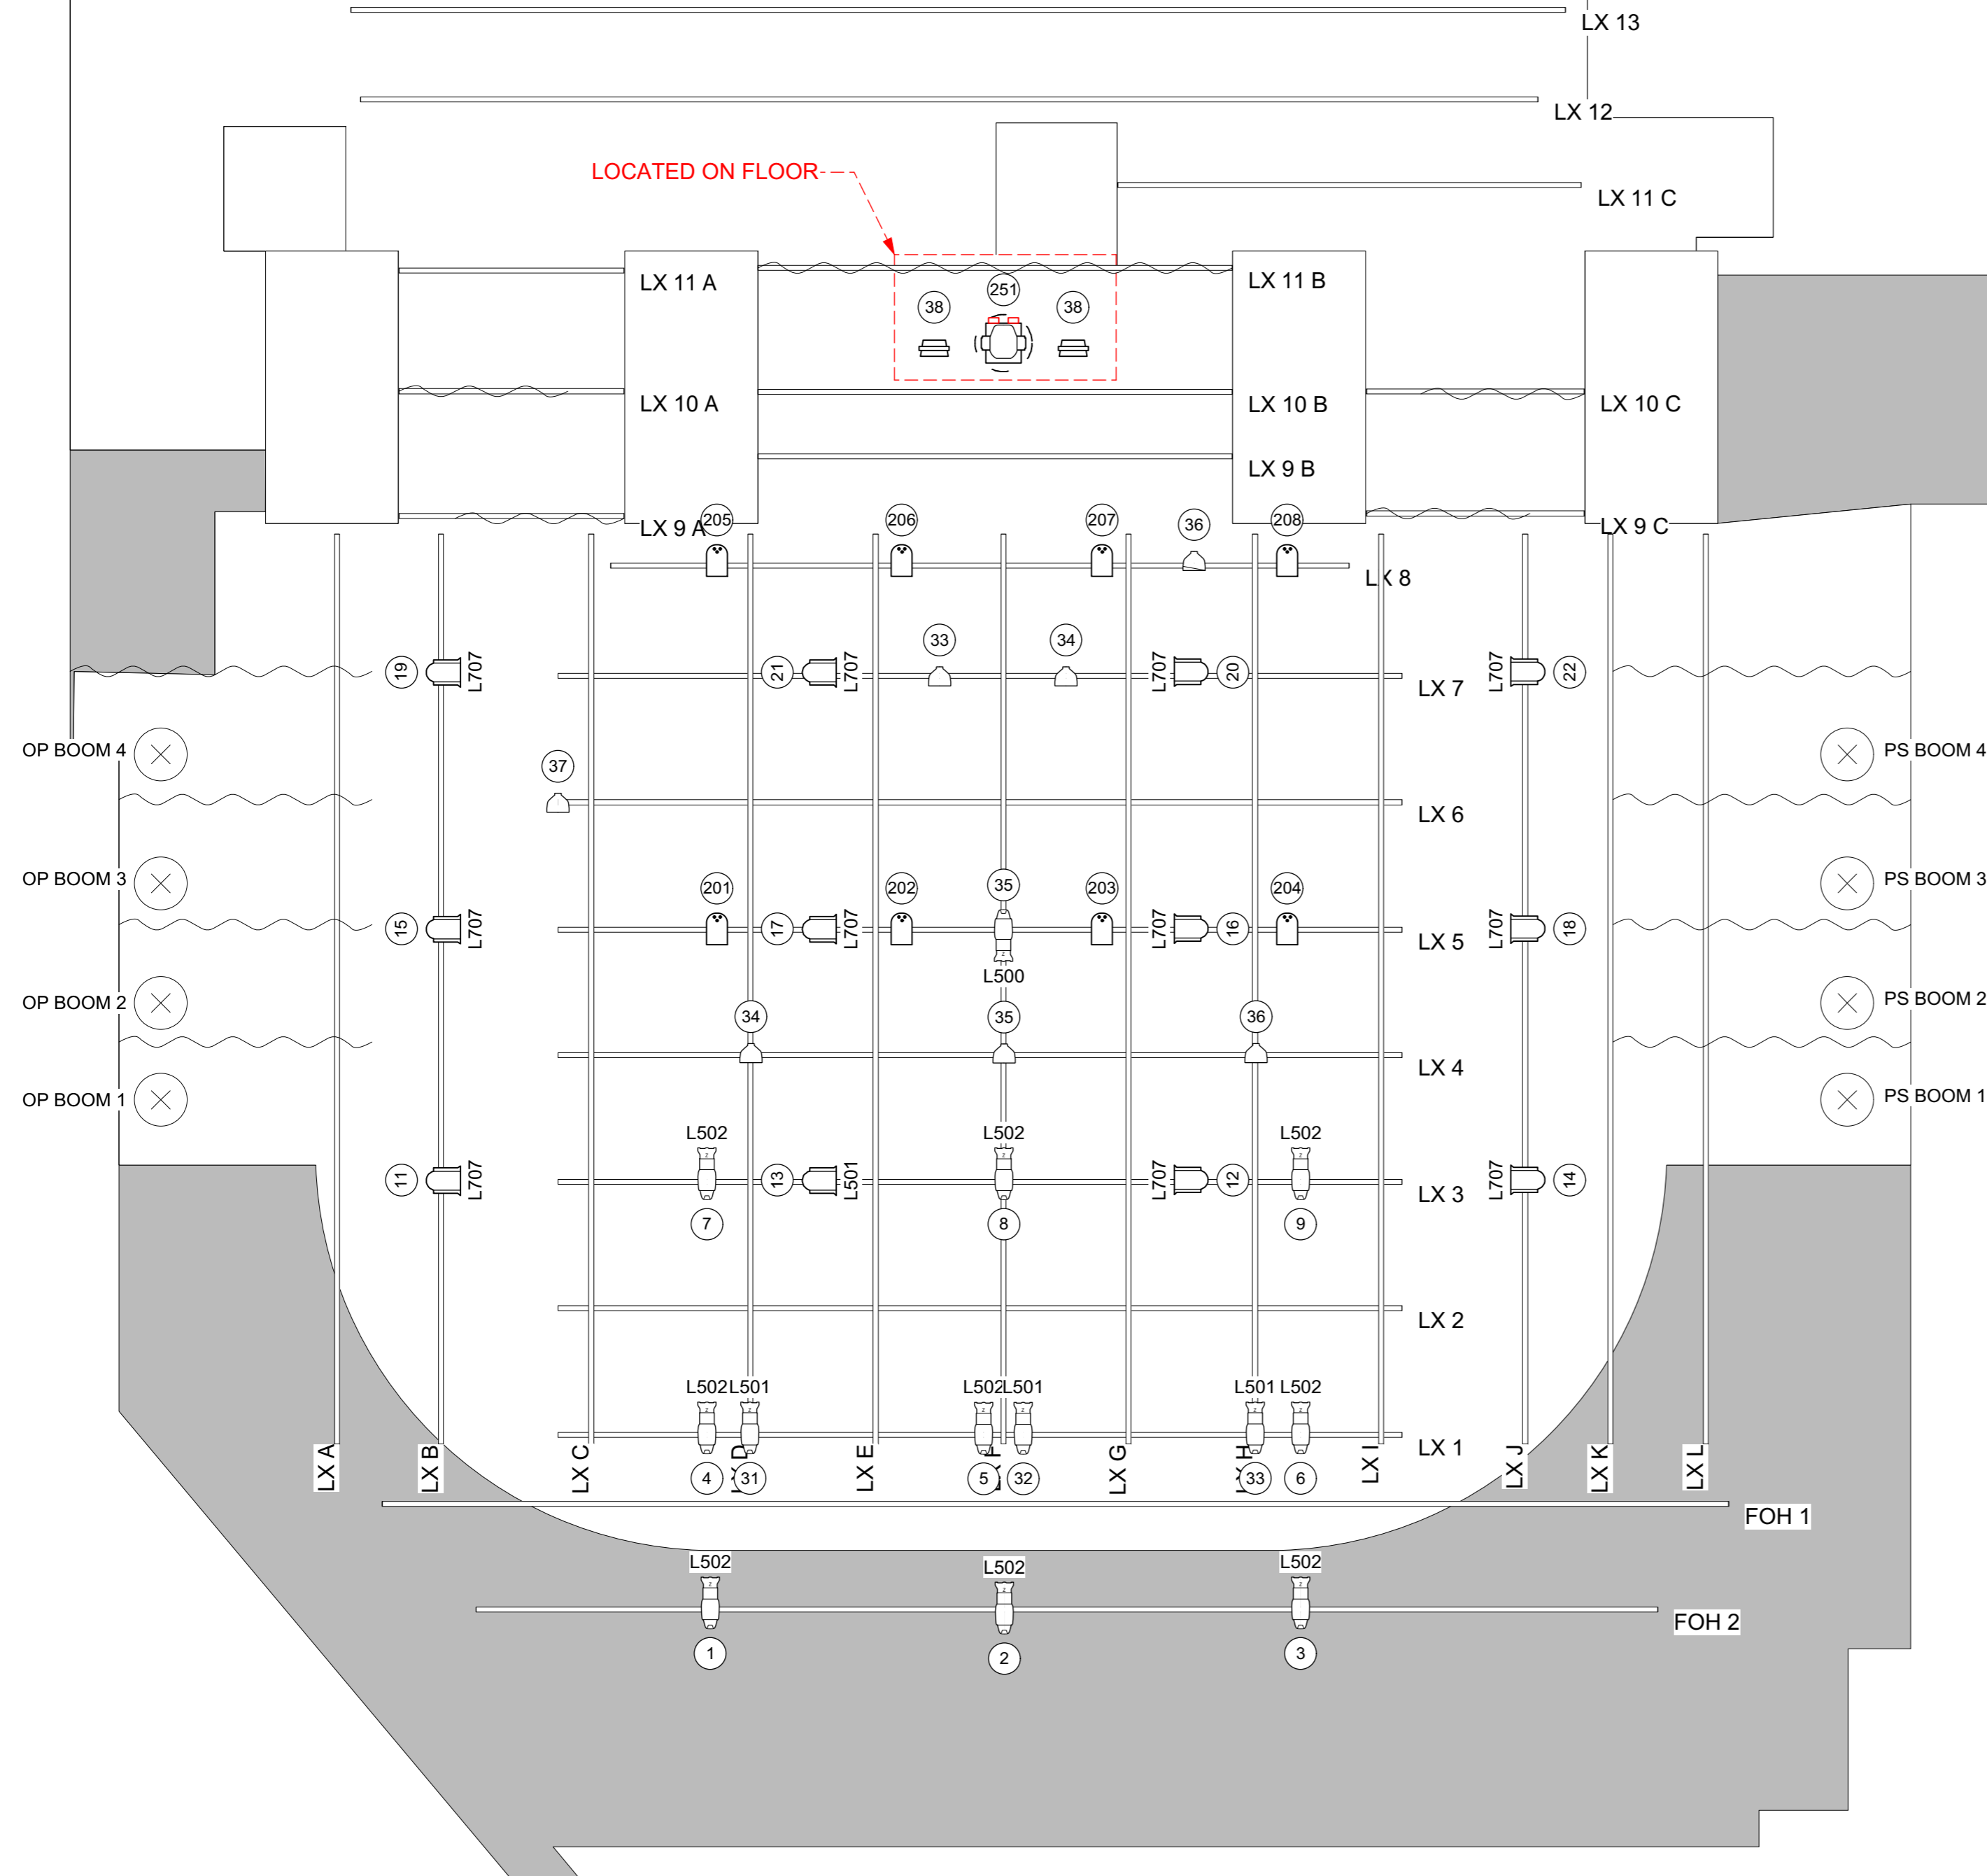 LX 13
LX 12
LOCATED ON FLOOR
LX 11 C
LX 11 A
LX 11 B
251
38
38
LX 10 A
LX 10 B
LX 10 C
LX 9 B
LX 9 A
205
206
207
36
208
LX 9 C
LX 8
33
34
19
L707
21
L707
L707
20
L707
22
LX 7
OP BOOM 4
PS BOOM 4
37
LX 6
OP BOOM 3
PS BOOM 3
201
202
35
203
204
15
L707
17
L707
L707
16
L707
18
LX 5
L500
OP BOOM 2
PS BOOM 2
34
35
36
LX 4
OP BOOM 1
PS BOOM 1
L502
L502
L502
11
L707
13
L501
L707
12
L707
14
LX 3
7
8
9
LX 2
L502
L501
L502
L501
L501
L502
LX 1
LX A
LX B
LX C
LX D
LX E
LX F
LX G
LX H
LX I
LX J
LX K
LX L
4
31
5
32
33
6
FOH 1
L502
L502
L502
FOH 2
1
2
3